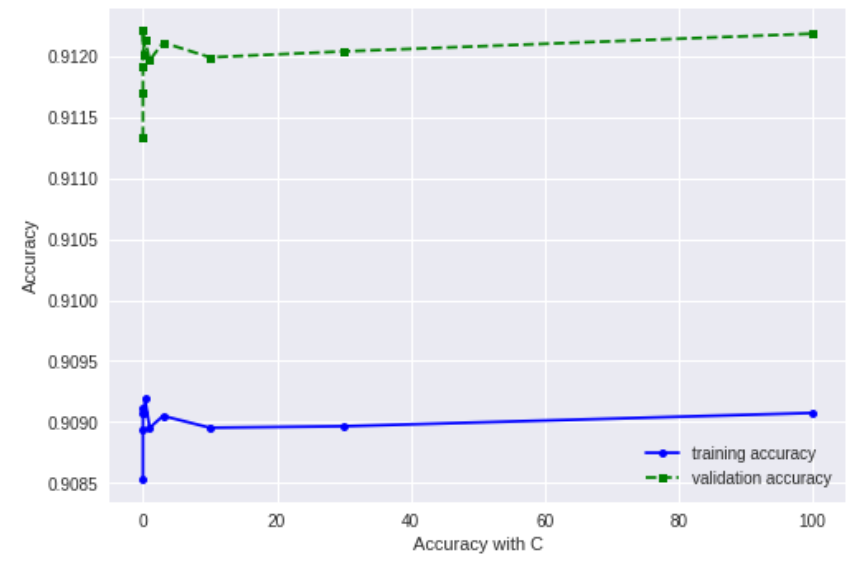 0.9120
0.9115
0.9110
0.9105
0.9100
0.9095
0.9090
0.9085
Accuracy
training accuracy
validation accuracy
0 20 40 60 80 100
Accuracy with C